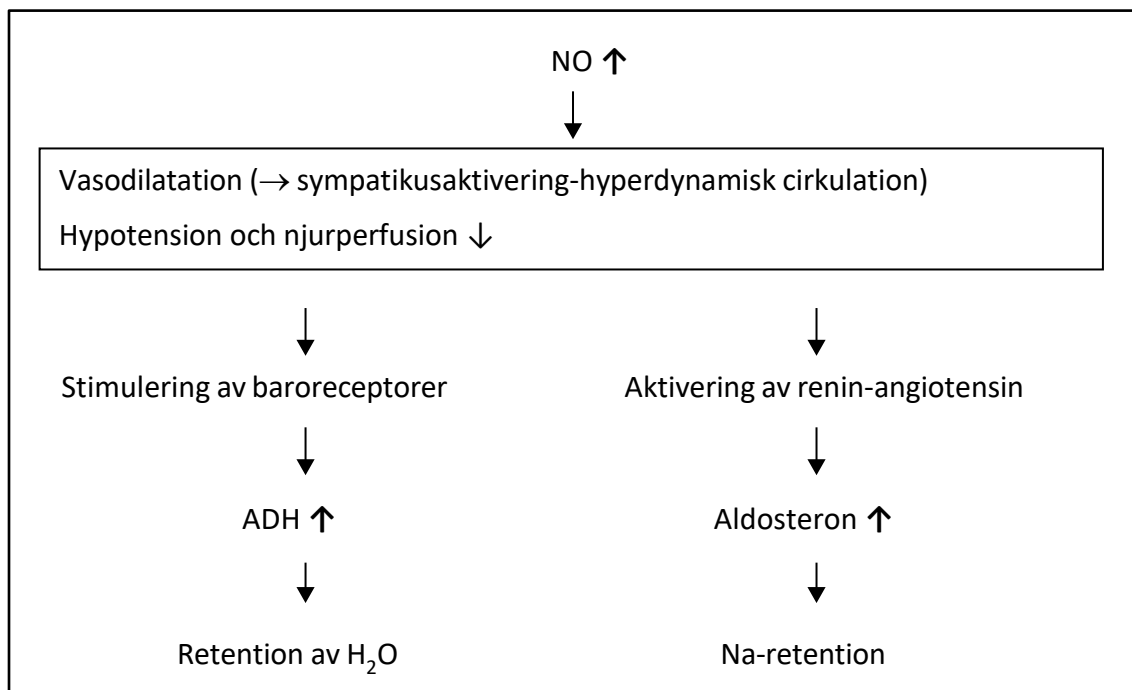 NO ↑
Vasodilatation (→ sympatikusaktivering-hyperdynamisk cirkulation)
Hypotension och njurperfusion ↓
Stimulering av baroreceptorer
Aktivering av renin-angiotensin
ADH ↑
Aldosteron ↑
Retention av H₂O
Na-retention